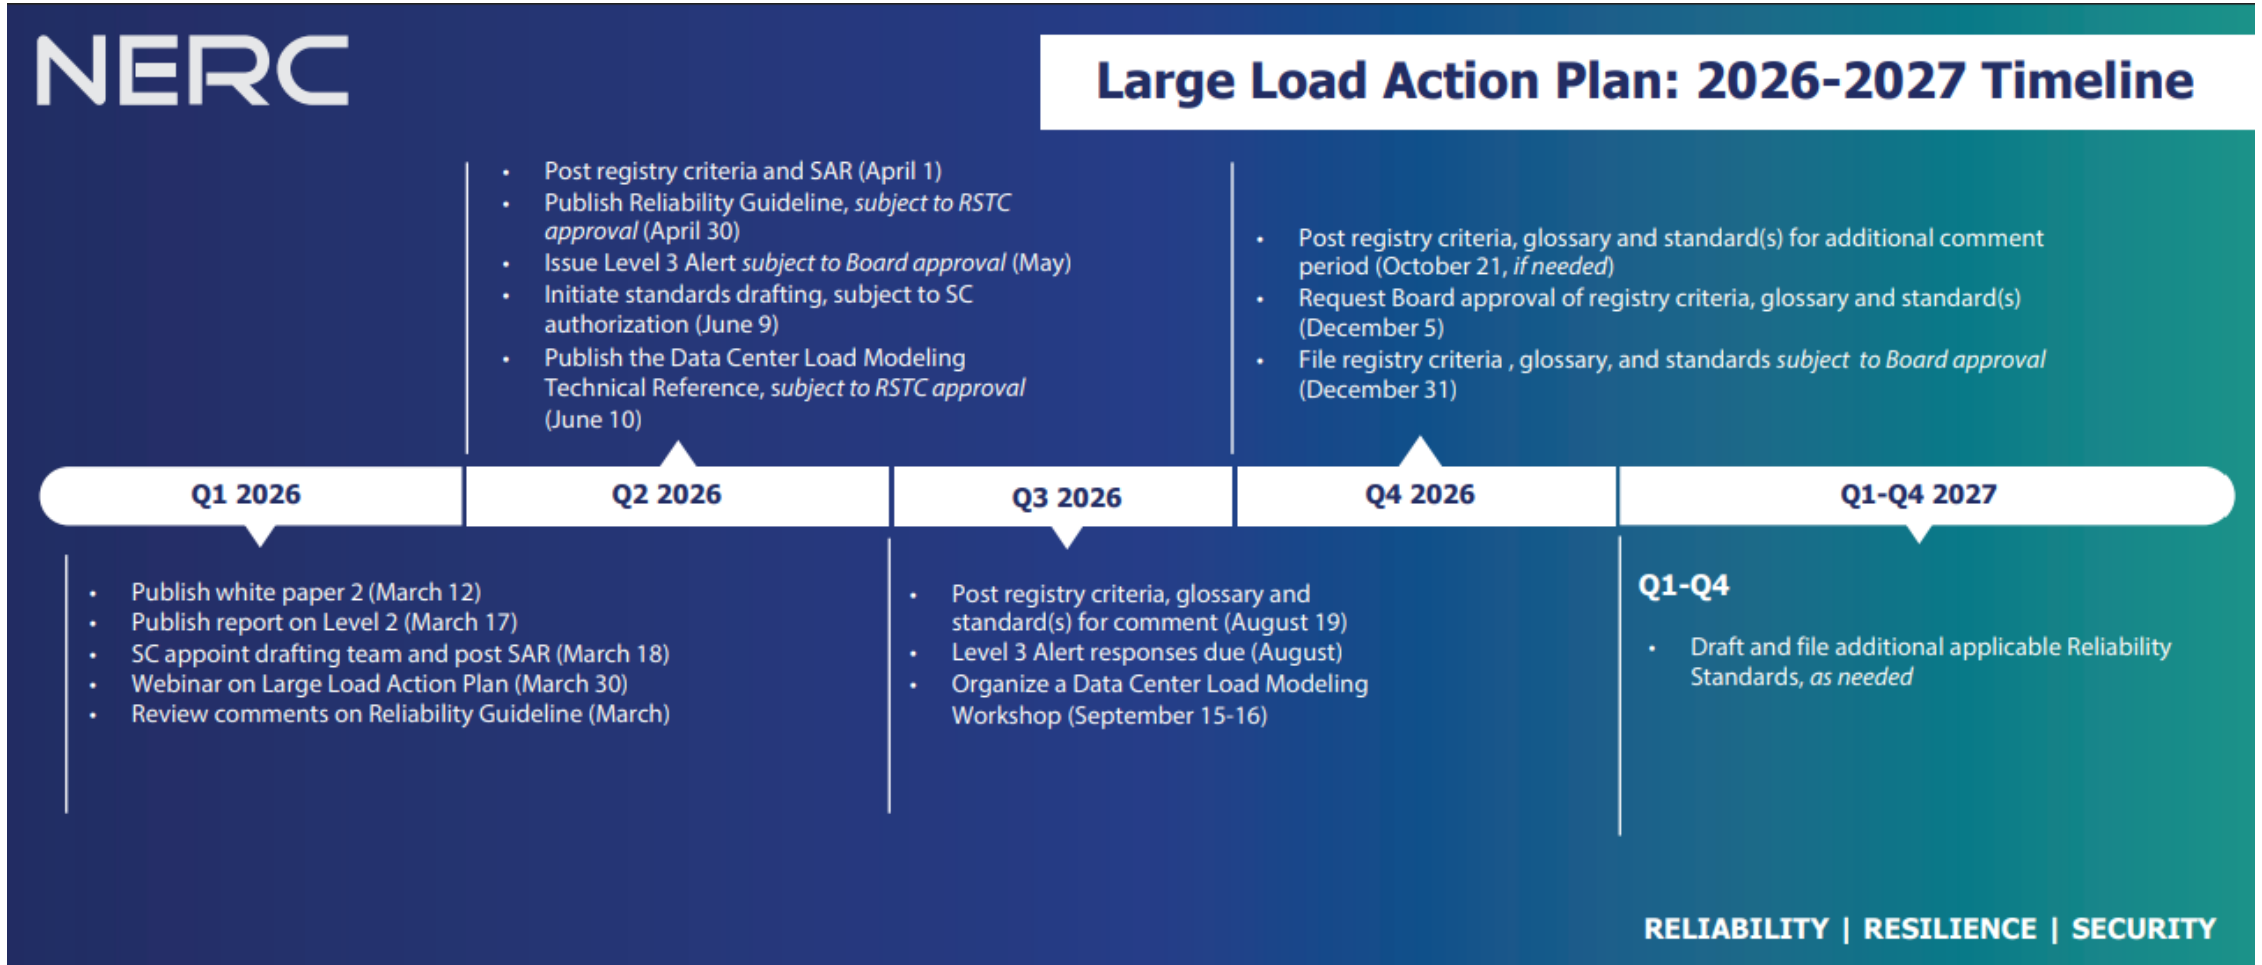 NERC
Large Load Action Plan: 2026-2027 Timeline
• Post registry criteria and SAR (April 1)
• Publish Reliability Guideline, subject to RSTC
approval (April 30)
• Issue Level 3 Alert subject to Board approval (May)
• Initiate standards drafting, subject to SC
authorization (June 9)
• Publish the Data Center Load Modeling
Technical Reference, subject to RSTC approval
(June 10)
• Post registry criteria, glossary and standard(s) for additional comment
period (October 21, if needed)
• Request Board approval of registry criteria, glossary and standard(s)
(December 5)
• File registry criteria , glossary, and standards subject to Board approval
(December 31)
Q1 2026
Q2 2026
Q3 2026
Q4 2026
Q1-Q4 2027
• Publish white paper 2 (March 12)
• Publish report on Level 2 (March 17)
• SC appoint drafting team and post SAR (March 18)
• Webinar on Large Load Action Plan (March 30)
• Review comments on Reliability Guideline (March)
• Post registry criteria, glossary and
standard(s) for comment (August 19)
• Level 3 Alert responses due (August)
• Organize a Data Center Load Modeling
Workshop (September 15-16)
Q1-Q4
• Draft and file additional applicable Reliability
Standards, as needed
RELIABILITY | RESILIENCE | SECURITY